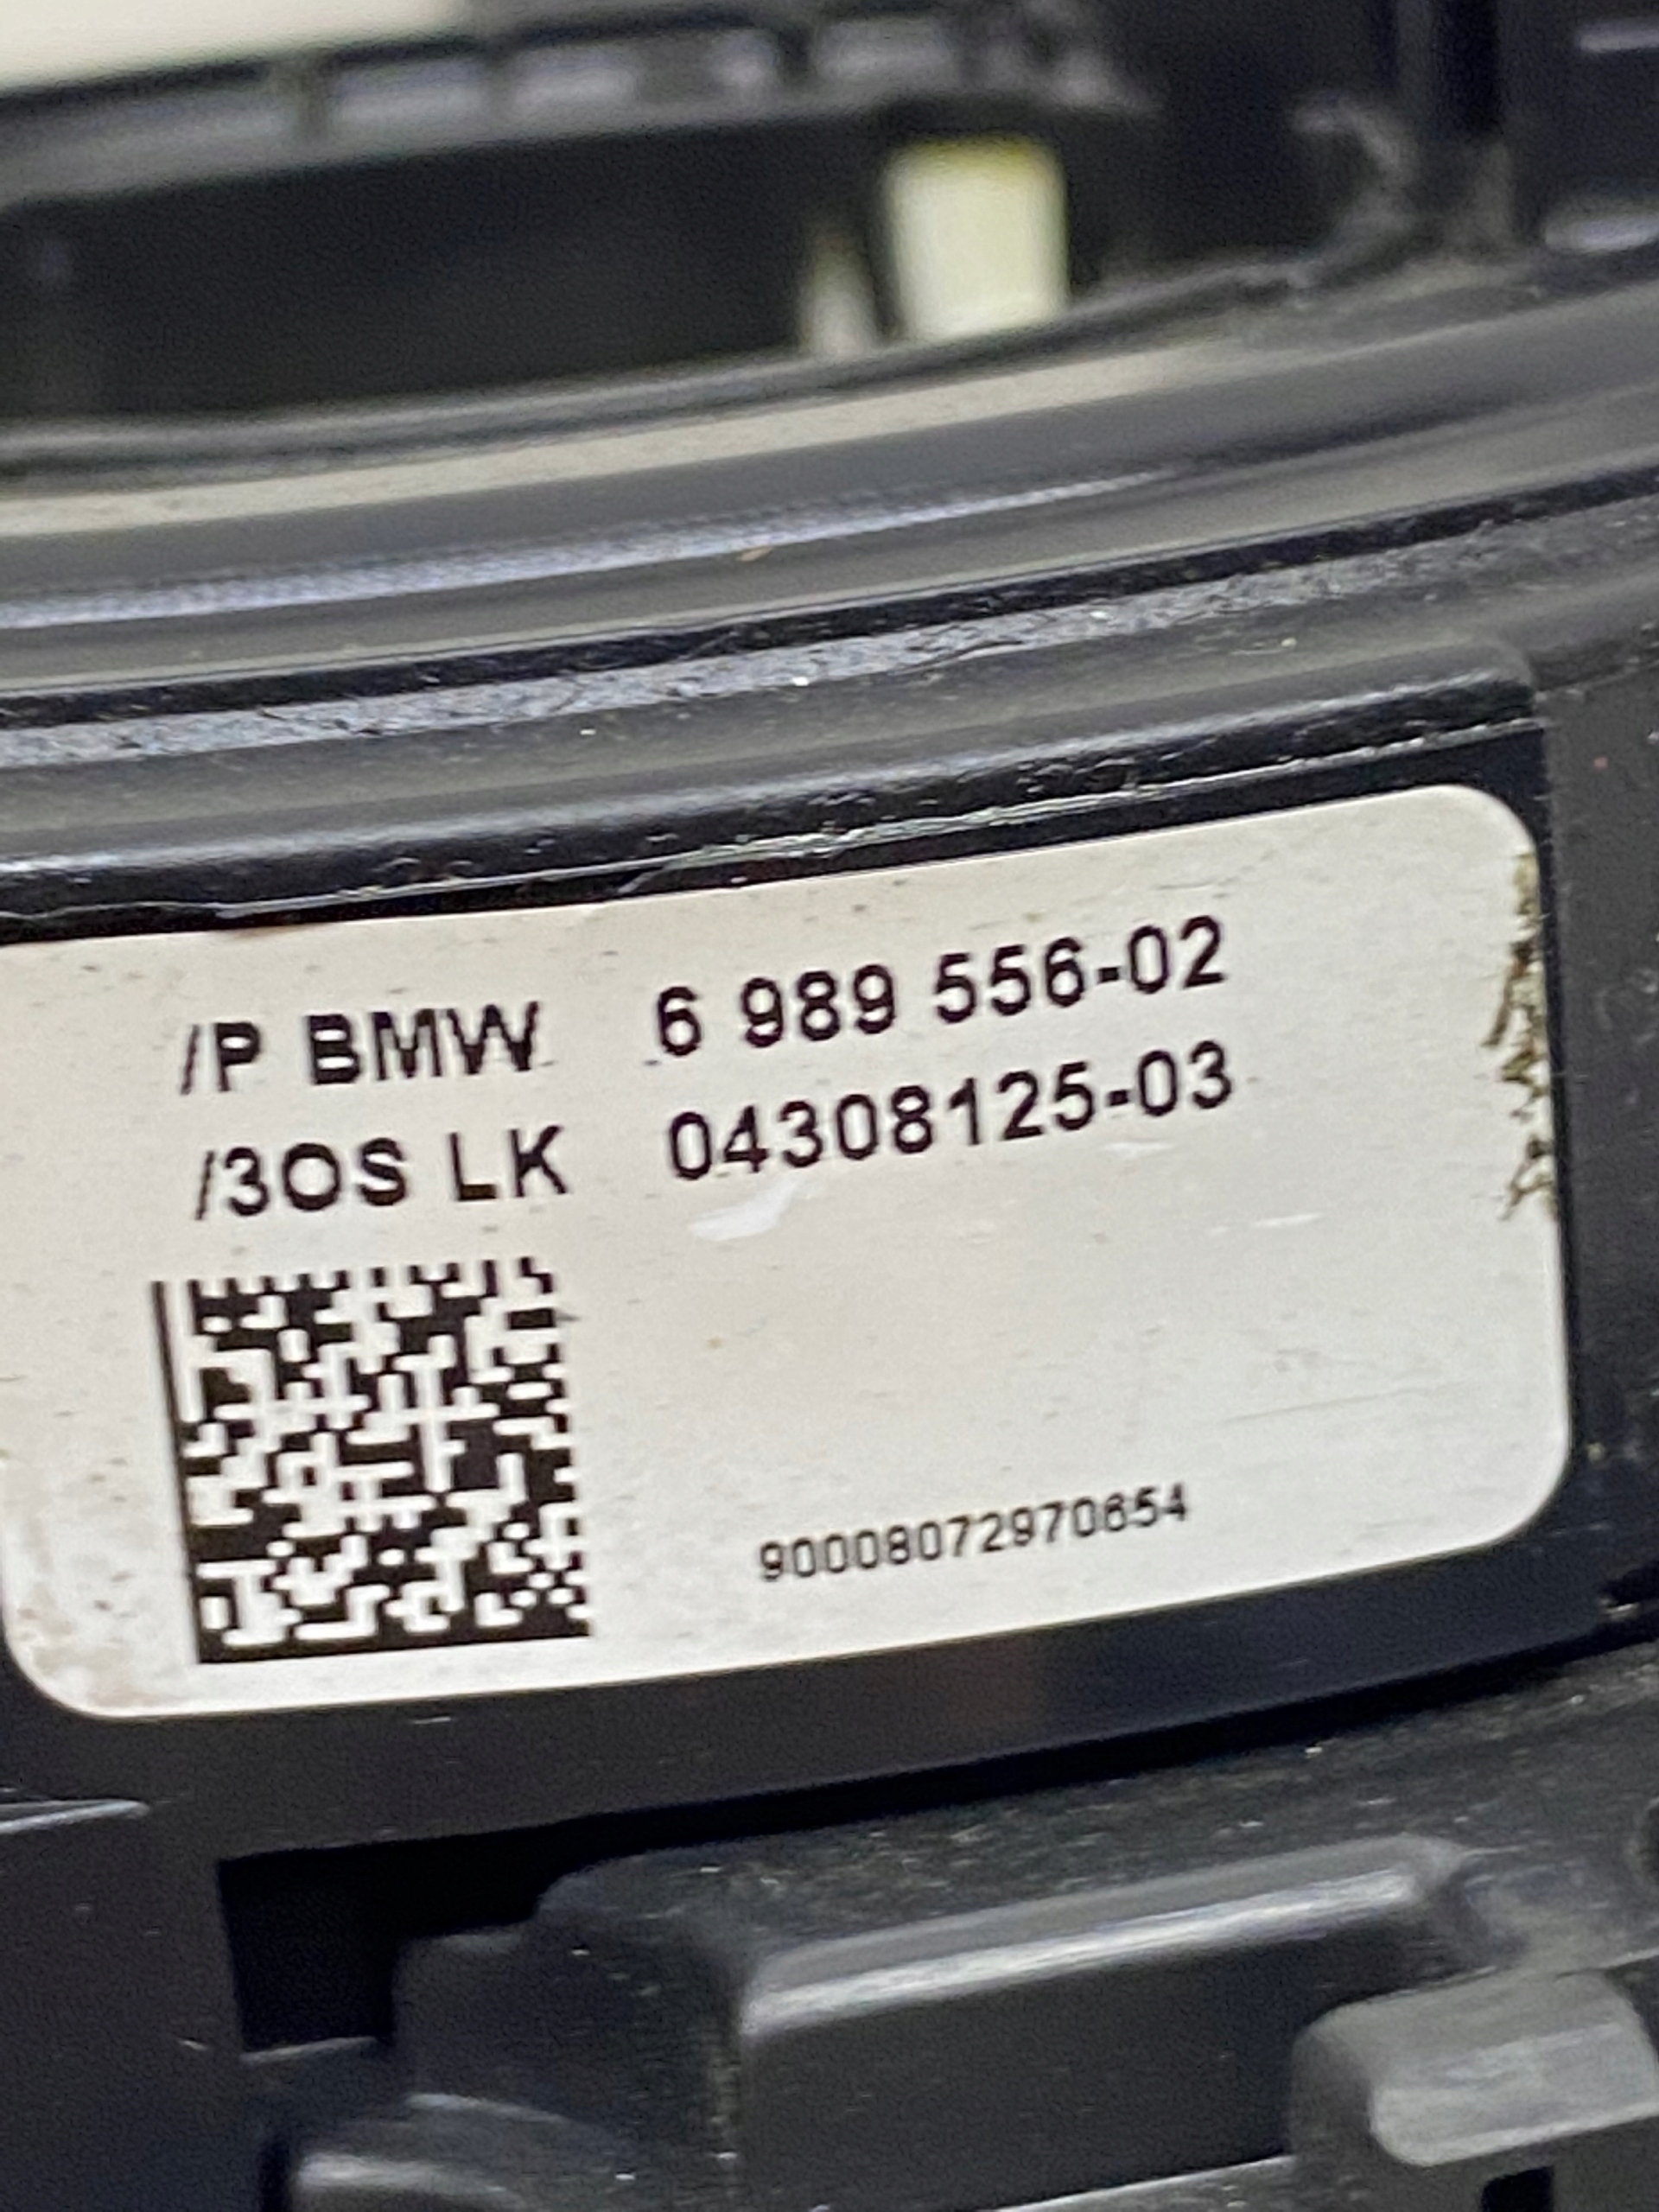 /P BMW 6 989 556-02
/3OS LK 04308125-03
90008072970654